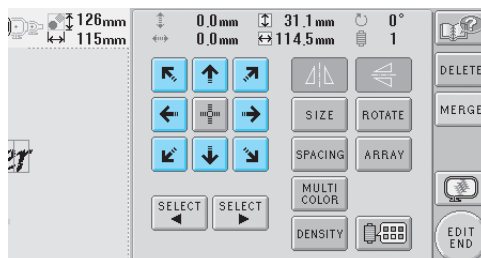 126mm
115mm
0.0mm 31.1mm 0°
0.0mm 114.5mm 1
DELETE
SIZE ROTATE
MERGE
SPACING ARRAY
MULTI
COLOR
SELECT SELECT
DENSITY
EDIT
END